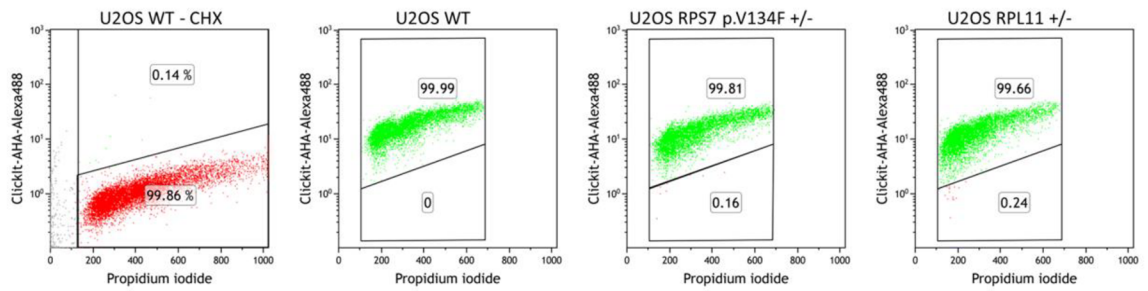 U2OS WT - CHX
10³
10²
10¹
10⁰
Clickit-AHA-Alexa488
0.14 %
99.86 %
0 200 400 600 800 1000
Propidium iodide
U2OS WT
10³
10²
10¹
10⁰
Clickit-AHA-Alexa488
99.99
0
0 200 400 600 800 1000
Propidium iodide
U2OS RPS7 p.V134F +/-
10³
10²
10¹
10⁰
Clickit-AHA-Alexa488
99.81
0.16
0 200 400 600 800 1000
Propidium iodide
U2OS RPL11 +/-
10³
10²
10¹
10⁰
Clickit-AHA-Alexa488
99.66
0.24
0 200 400 600 800 1000
Propidium iodide